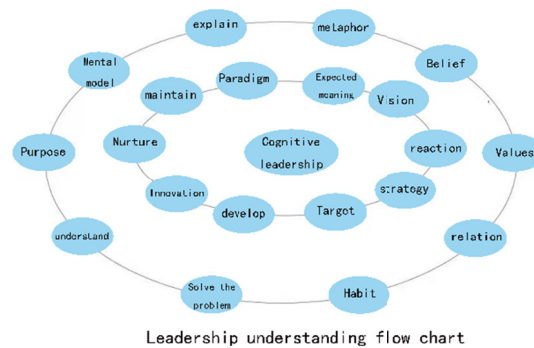 explain
metaphor
Mental
model
Belief
Paradigm
Expected
meaning
maintain
Vision
Purpose
Nurture
Cognitive
leadership
reaction
Values
Innovation
strategy
develop
Target
understand
relation
Solve the
problem
Habit
Leadership understanding flow chart